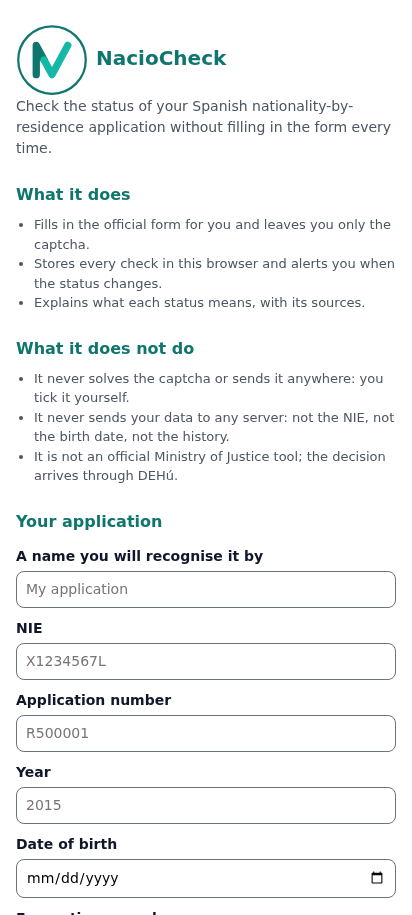 NacioCheck
Check the status of your Spanish nationality-by-
residence application without filling in the form every
time.
What it does
• Fills in the official form for you and leaves you only the
captcha.
• Stores every check in this browser and alerts you when
the status changes.
• Explains what each status means, with its sources.
What it does not do
• It never solves the captcha or sends it anywhere: you
tick it yourself.
• It never sends your data to any server: not the NIE, not
the birth date, not the history.
• It is not an official Ministry of Justice tool; the decision
arrives through DEHú.
Your application
A name you will recognise it by
My application
NIE
X1234567L
Application number
R500001
Year
2015
Date of birth
mm/dd/yyyy